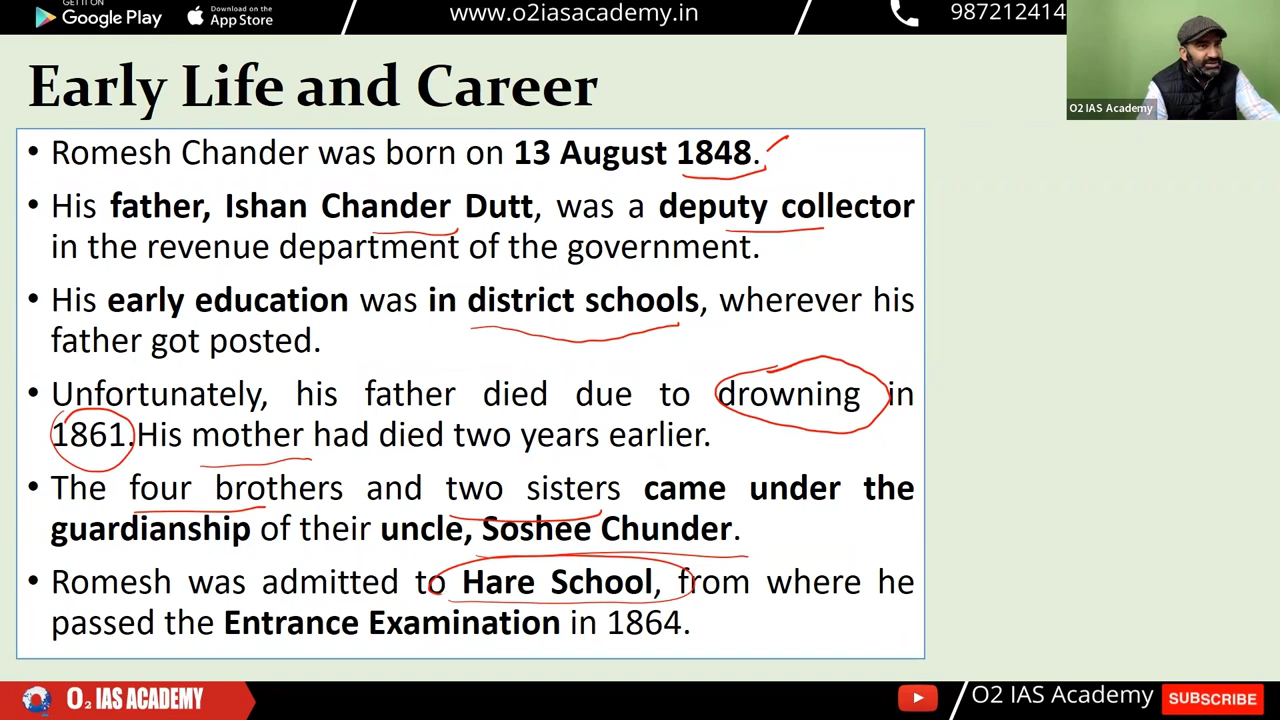 GET IT ON
Google Play
Download on the
App Store
www.o2iasacademy.in
987212414
O2 IAS Academy
Early Life and Career
• Romesh Chander was born on 13 August 1848.
• His father, Ishan Chander Dutt, was a deputy collector
in the revenue department of the government.
• His early education was in district schools, wherever his
father got posted.
• Unfortunately, his father died due to drowning in
1861.His mother had died two years earlier.
• The four brothers and two sisters came under the
guardianship of their uncle, Soshee Chunder.
• Romesh was admitted to Hare School, from where he
passed the Entrance Examination in 1864.
O2 IAS ACADEMY
O2 IAS Academy
SUBSCRIBE